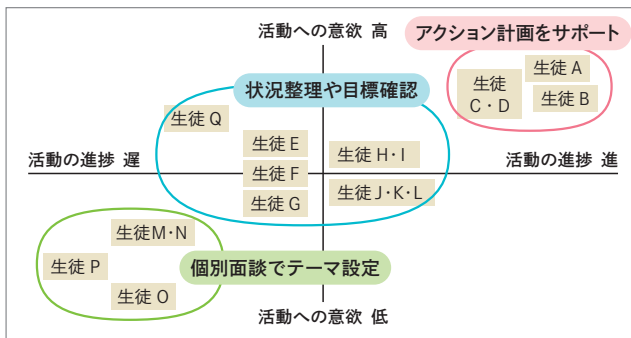 活動への意欲 高
アクション計画をサポート
生徒 A
生徒
C・D
生徒 B
状況整理や目標確認
生徒 Q
生徒 E
生徒 H・I
活動の進捗 遅
生徒 F
活動の進捗 進
生徒 J・K・L
生徒 G
生徒M・N
生徒 P
個別面談でテーマ設定
生徒 O
活動への意欲 低